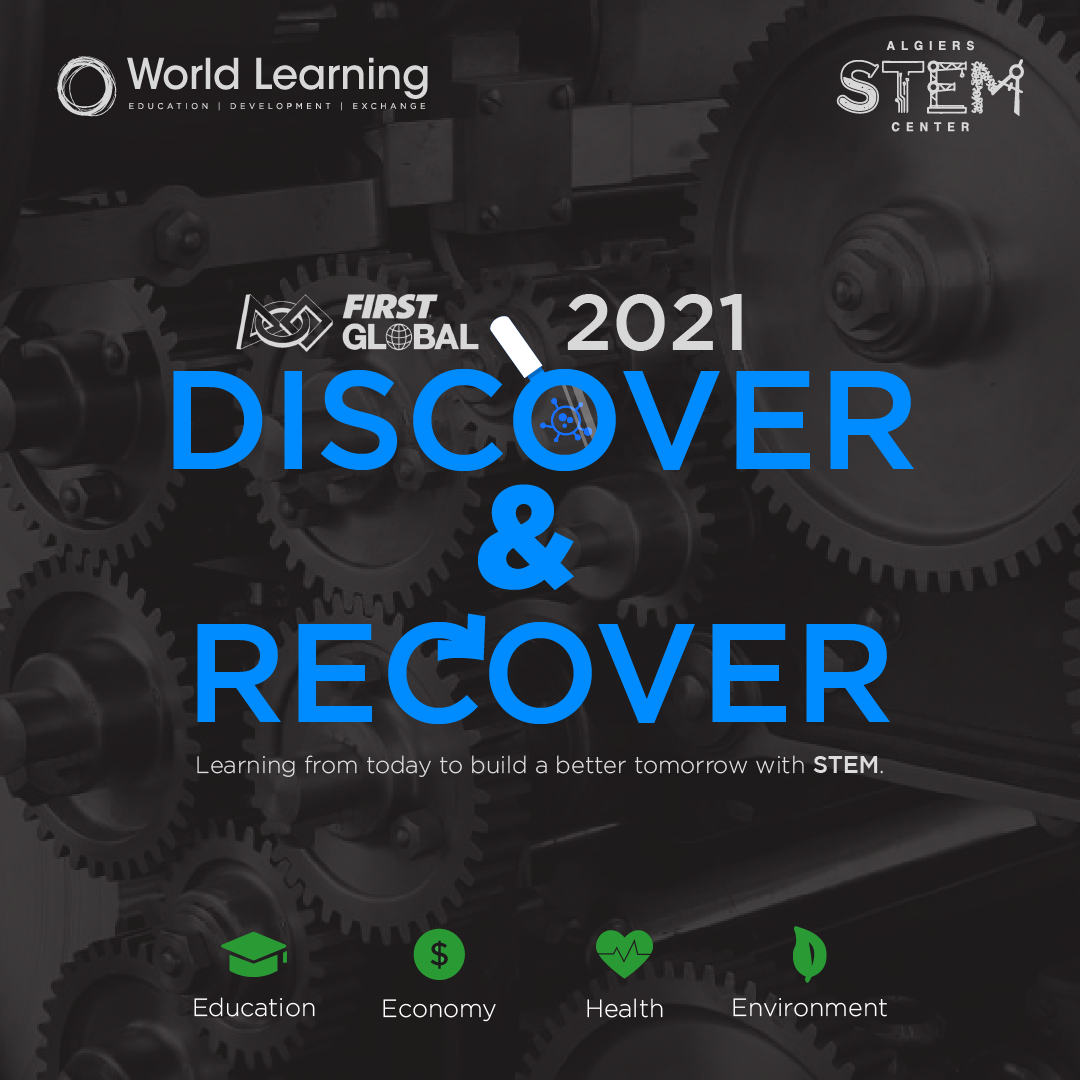 World Learning
EDUCATION | DEVELOPMENT | EXCHANGE
ALGIERS
STEM
CENTER
FIRST
GLOBAL
2021
DISCOVER
&
RECOVER
Learning from today to build a better tomorrow with STEM.
$
Education
Economy
Health
Environment